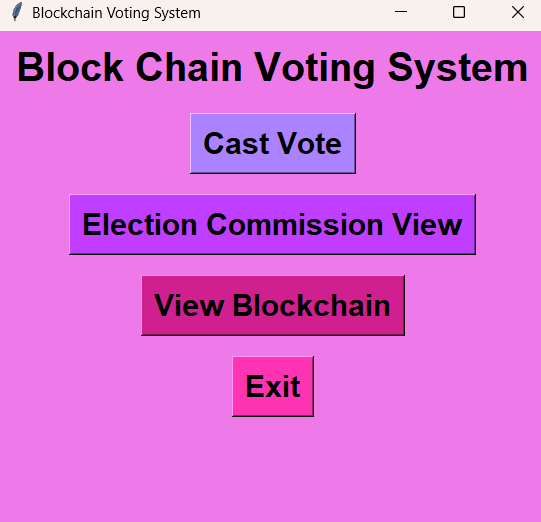 Blockchain Voting System
Block Chain Voting System
Cast Vote
Election Commission View
View Blockchain
Exit